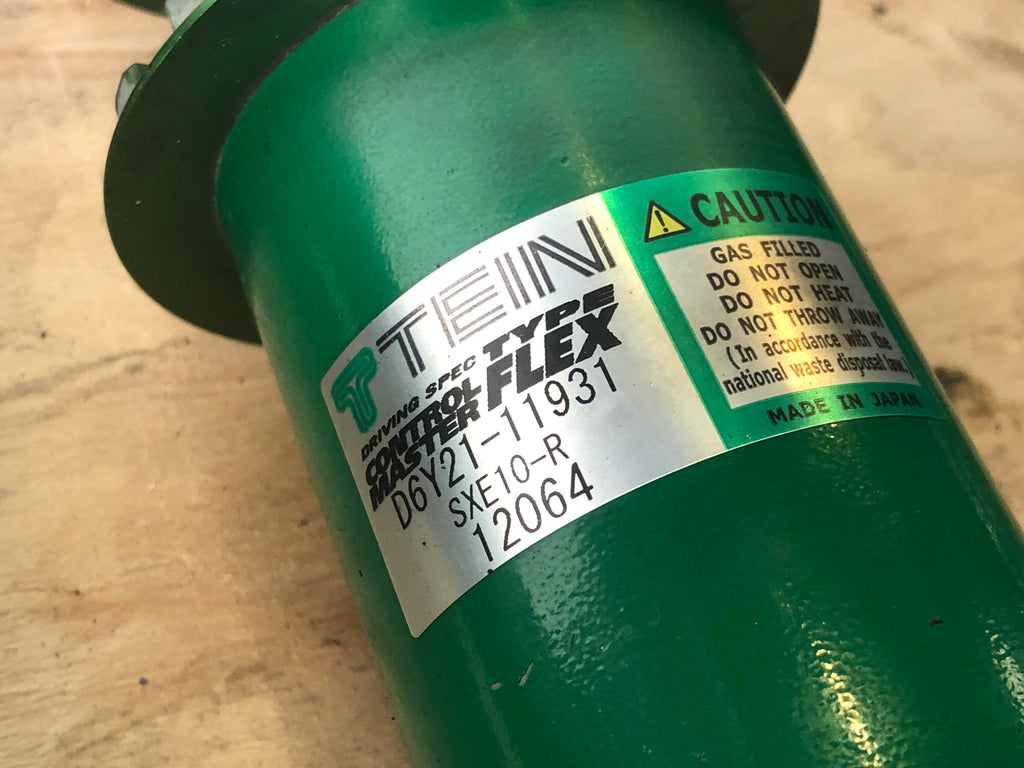 TEIN
DRIVING SPEC
CONTROL
MASTER
TYPE
FLEX
D6Y21-11931
SXE10-R
12064
CAUTION
GAS FILLED
DO NOT OPEN
DO NOT HEAT
DO NOT THROW AWAY
(In accordance with the
national waste disposal law.)
MADE IN JAPAN